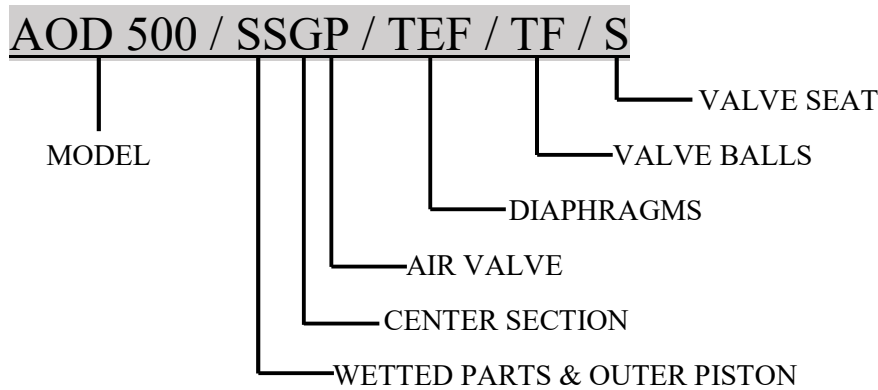 AOD 500 / SSGP / TEF / TF / S
VALVE SEAT
MODEL
VALVE BALLS
DIAPHRAGMS
AIR VALVE
CENTER SECTION
WETTED PARTS & OUTER PISTON